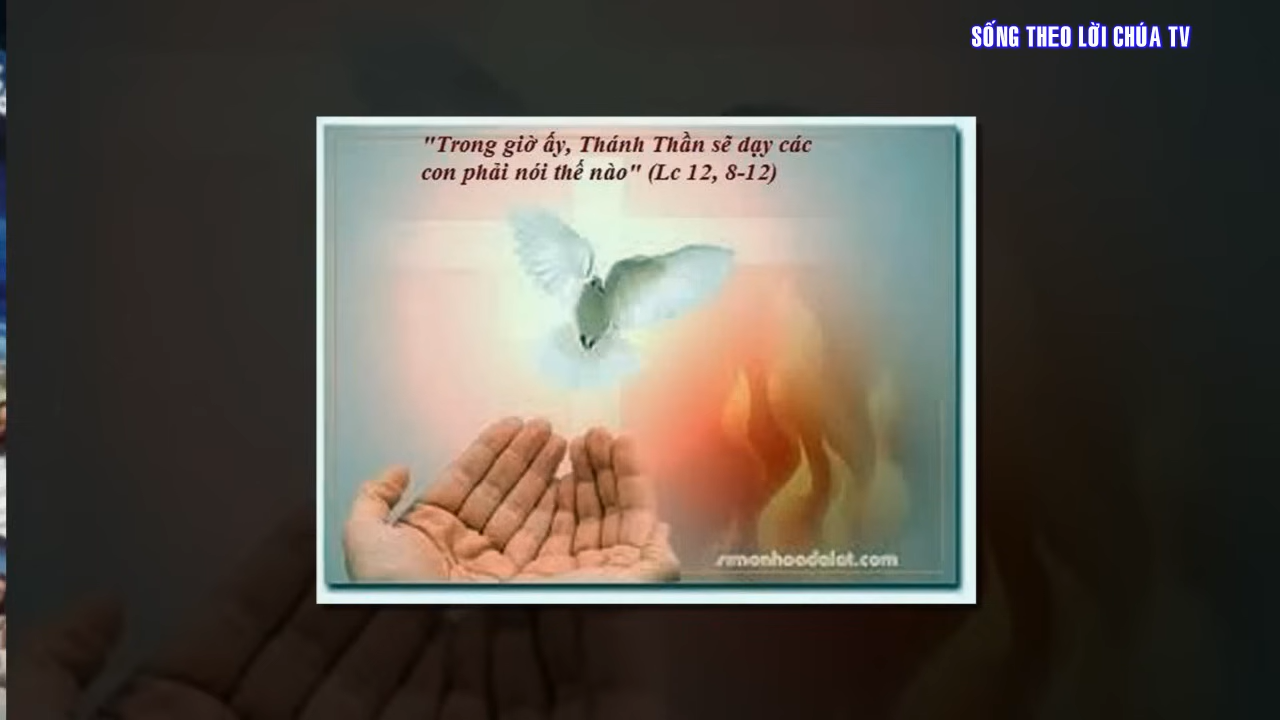 SỐNG THEO LỜI CHÚA TV
"Trong giờ ấy, Thánh Thần sẽ dạy các
con phải nói thế nào" (Lc 12, 8-12)
simonhoadalat.com